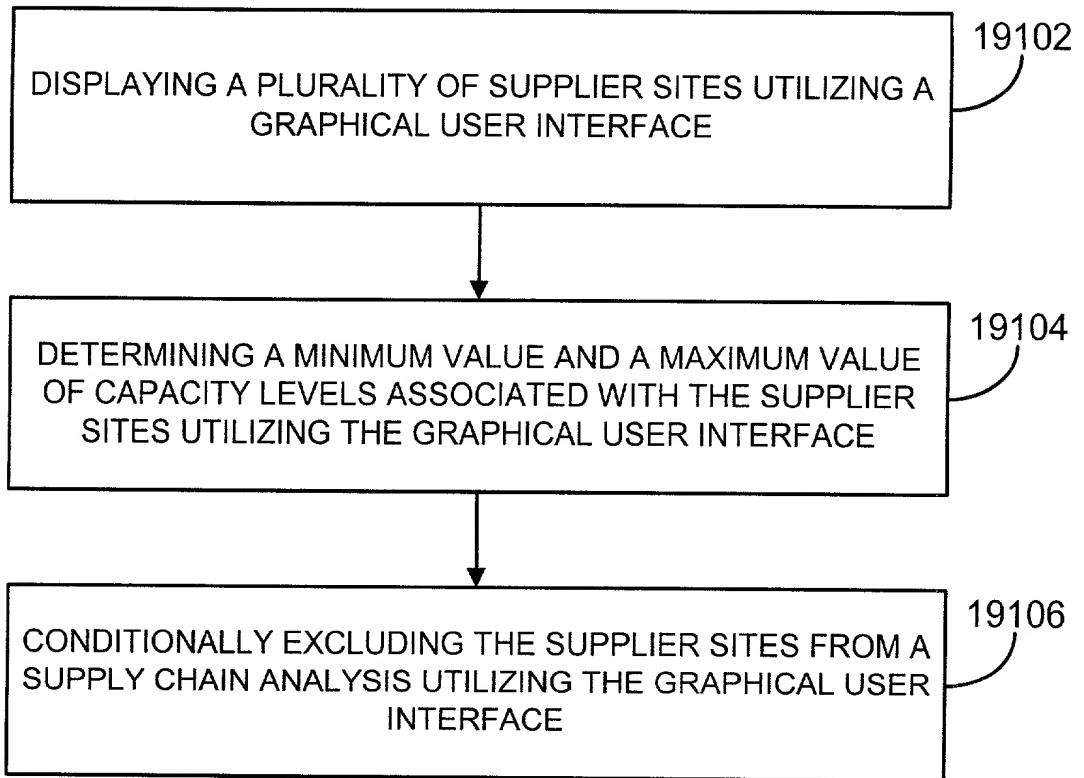 19102
DISPLAYING A PLURALITY OF SUPPLIER SITES UTILIZING A
GRAPHICAL USER INTERFACE
19104
DETERMINING A MINIMUM VALUE AND A MAXIMUM VALUE
OF CAPACITY LEVELS ASSOCIATED WITH THE SUPPLIER
SITES UTILIZING THE GRAPHICAL USER INTERFACE
19106
CONDITIONALLY EXCLUDING THE SUPPLIER SITES FROM A
SUPPLY CHAIN ANALYSIS UTILIZING THE GRAPHICAL USER
INTERFACE